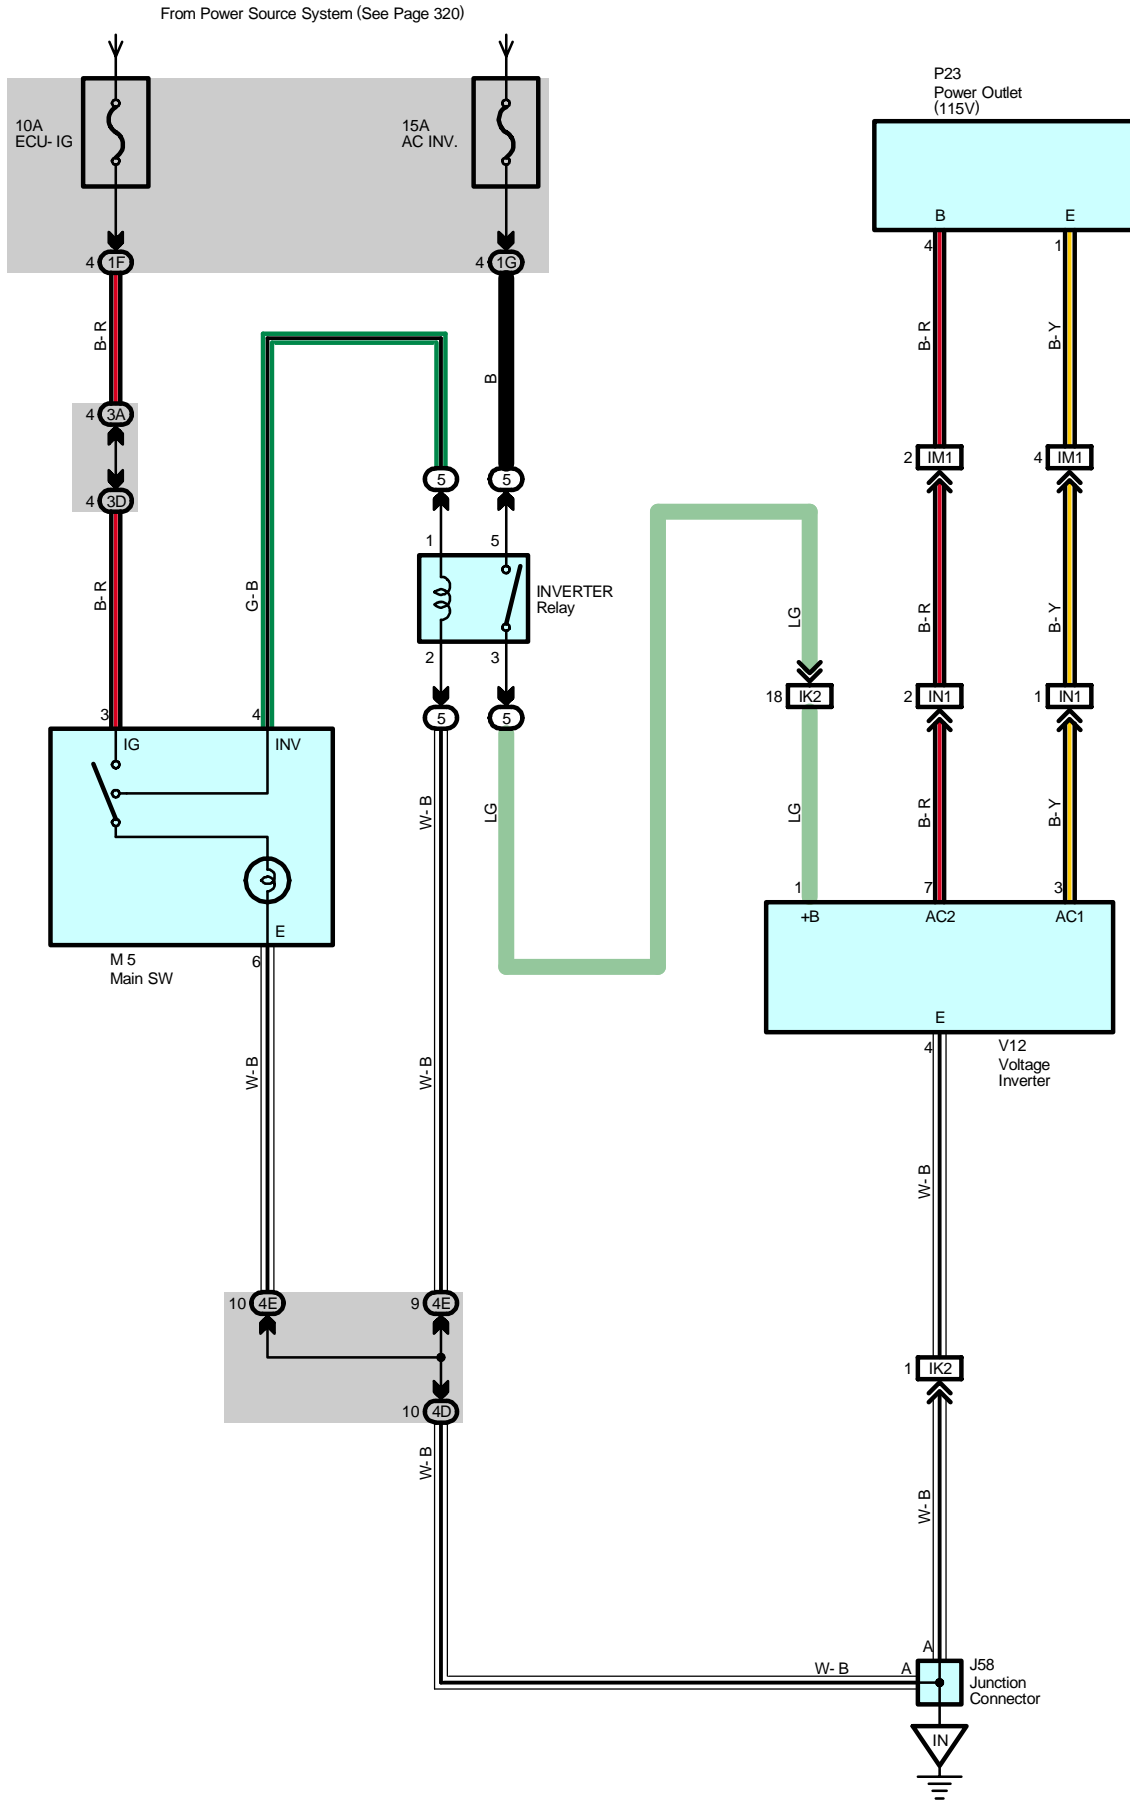 From Power Source System (See Page 320)
10A
ECU- IG
15A
AC INV.
P23
Power Outlet
(115V)
B
E
4
1
4 1F
4 1G
B- R
B
B- R
B- Y
4 3A
4 3D
2 IM1
4 IM1
5
5
1
5
INVERTER
Relay
B- R
G- B
LG
B- R
B- Y
2
3
18 IK2
2 IN1
1 IN1
5
5
3
4
IG
INV
W- B
LG
LG
B- R
B- Y
1
7
3
+B
AC2
AC1
E
6
M 5
Main SW
E
4
V12
Voltage
Inverter
W- B
W- B
W- B
10 4E
9 4E
1 IK2
10 4D
W- B
W- B
A
W- B
A
J58
Junction
Connector
IN